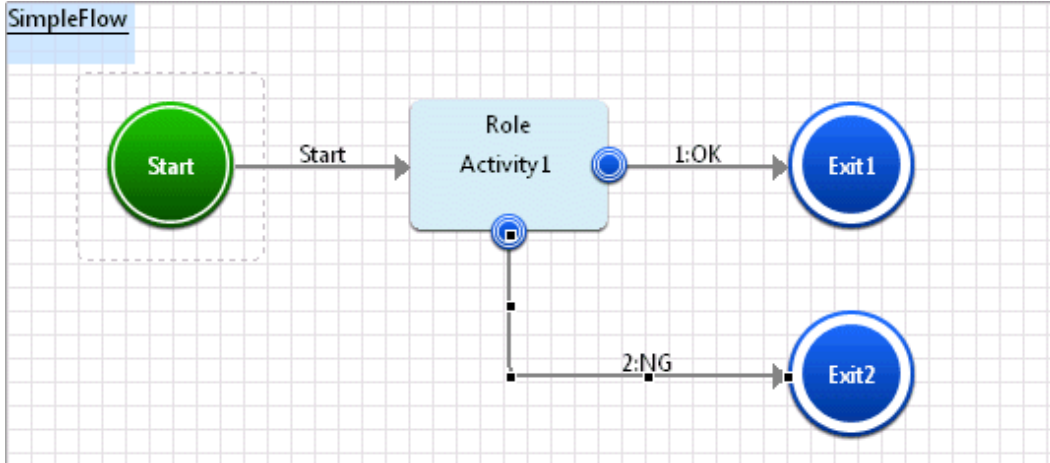 SimpleFlow
Role
Start
Start
Activity1
1:OK
Exit1
2:NG
Exit2